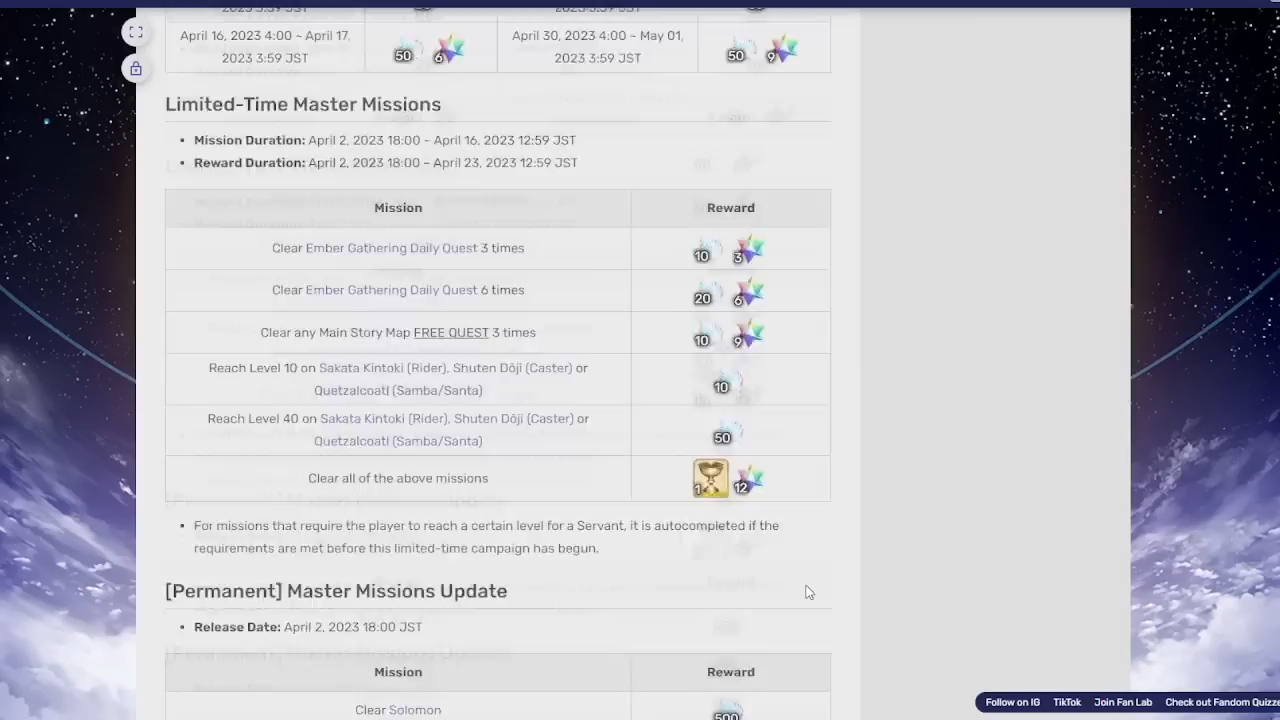 April 16, 2023 4:00 ~ April 17,
2023 3:59 JST
50
6
April 30, 2023 4:00 ~ May 01,
2023 3:59 JST
50
9
Limited-Time Master Missions
• Mission Duration: April 2, 2023 18:00 ~ April 16, 2023 12:59 JST
• Reward Duration: April 2, 2023 18:00 ~ April 23, 2023 12:59 JST
Mission Reward
Clear Ember Gathering Daily Quest 3 times 10 3
Clear Ember Gathering Daily Quest 6 times 20 6
Clear any Main Story Map FREE QUEST 3 times 10 9
Reach Level 10 on Sakata Kintoki (Rider), Shuten Dōji (Caster) or
Quetzalcoatl (Samba/Santa)
10
Reach Level 40 on Sakata Kintoki (Rider), Shuten Dōji (Caster) or
Quetzalcoatl (Samba/Santa)
50
Clear all of the above missions 1 12
• For missions that require the player to reach a certain level for a Servant, it is autocompleted if the
requirements are met before this limited-time campaign has begun.
[Permanent] Master Missions Update
• Release Date: April 2, 2023 18:00 JST
Mission Reward
Clear Solomon 500
Follow on IG TikTok Join Fan Lab Check out Fandom Quizze